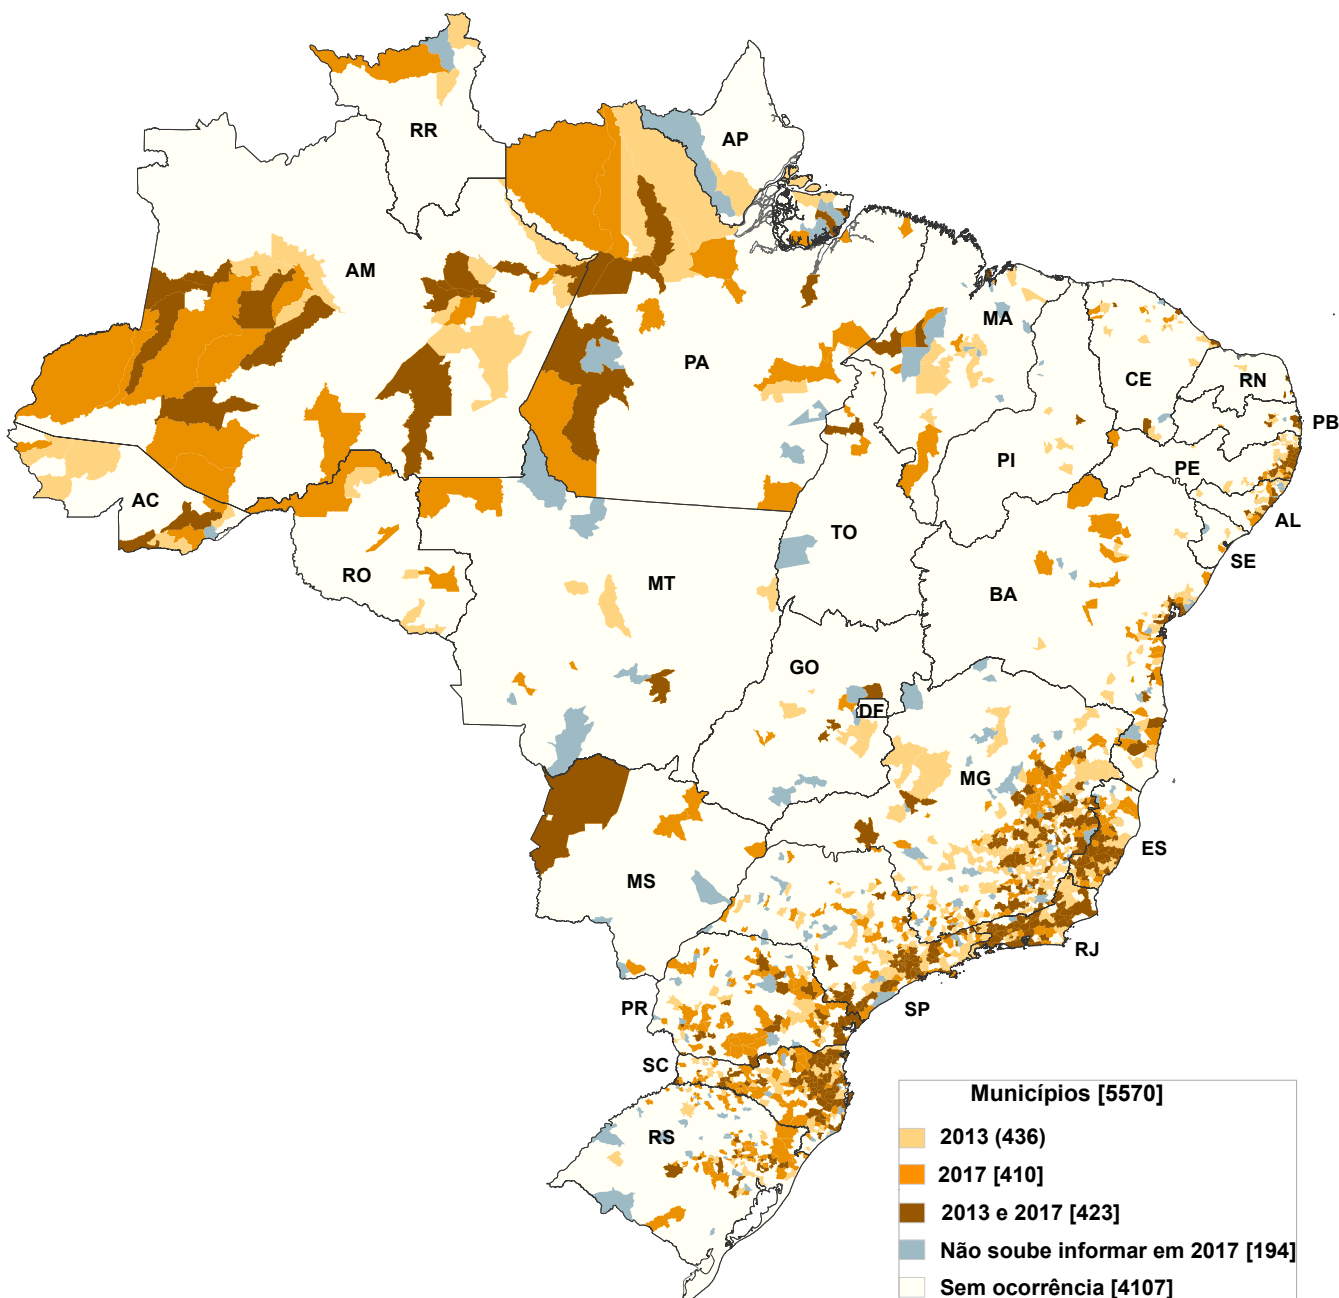 RR
AP
AM
PA
MA
CE
RN
PB
PI
PE
AC
AL
TO
SE
RO
MT
BA
GO
DF
MG
ES
MS
RJ
PR
SP
SC
RS
Municípios [5570]
2013 (436)
2017 [410]
2013 e 2017 [423]
Não soube informar em 2017 [194]
Sem ocorrência [4107]